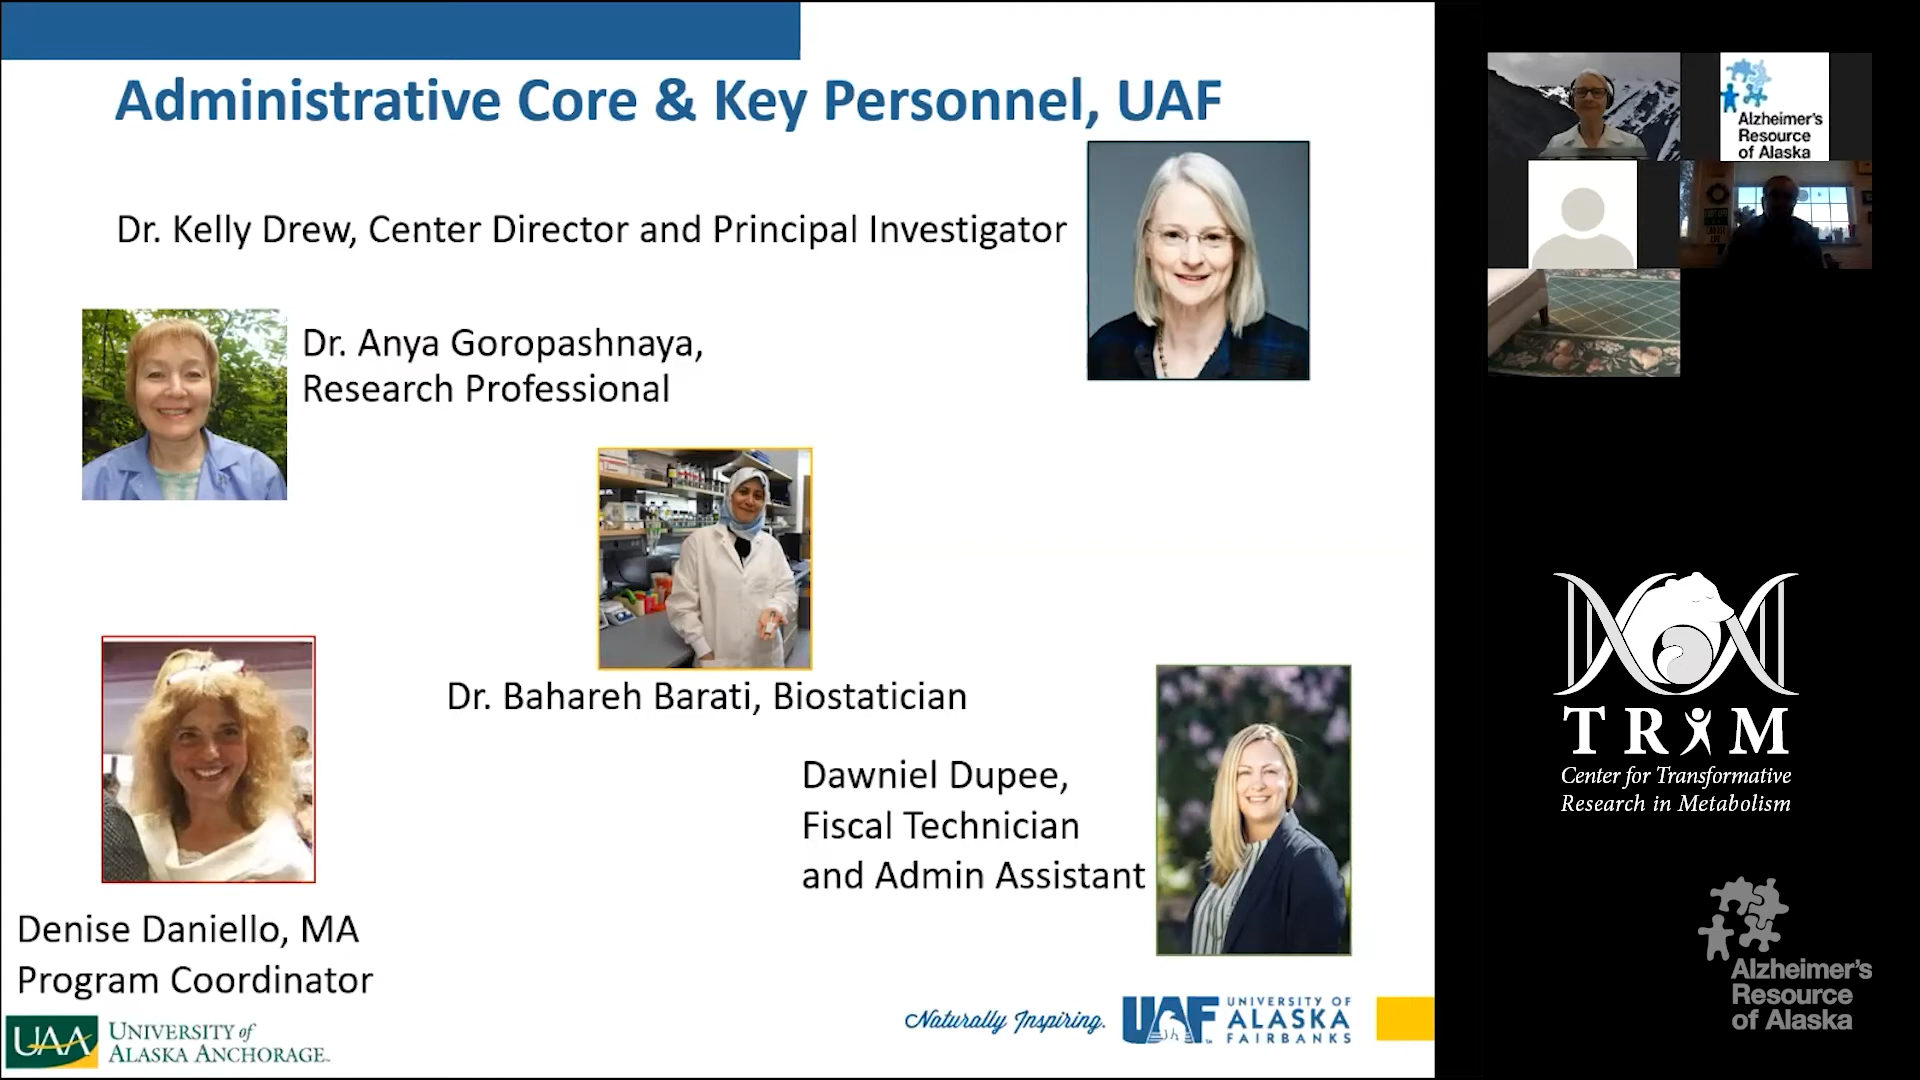 Administrative Core & Key Personnel, UAF
Dr. Kelly Drew, Center Director and Principal Investigator
Dr. Anya Goropashnaya,
Research Professional
Dr. Bahareh Barati, Biostatician
Dawniel Dupee,
Fiscal Technician
and Admin Assistant
Denise Daniello, MA
Program Coordinator
UAA UNIVERSITY of
ALASKA ANCHORAGE
Naturally Inspiring.
UAF UNIVERSITY OF
ALASKA
FAIRBANKS
Alzheimer's
Resource
of Alaska
TRIM
Center for Transformative
Research in Metabolism
Alzheimer's
Resource
of Alaska